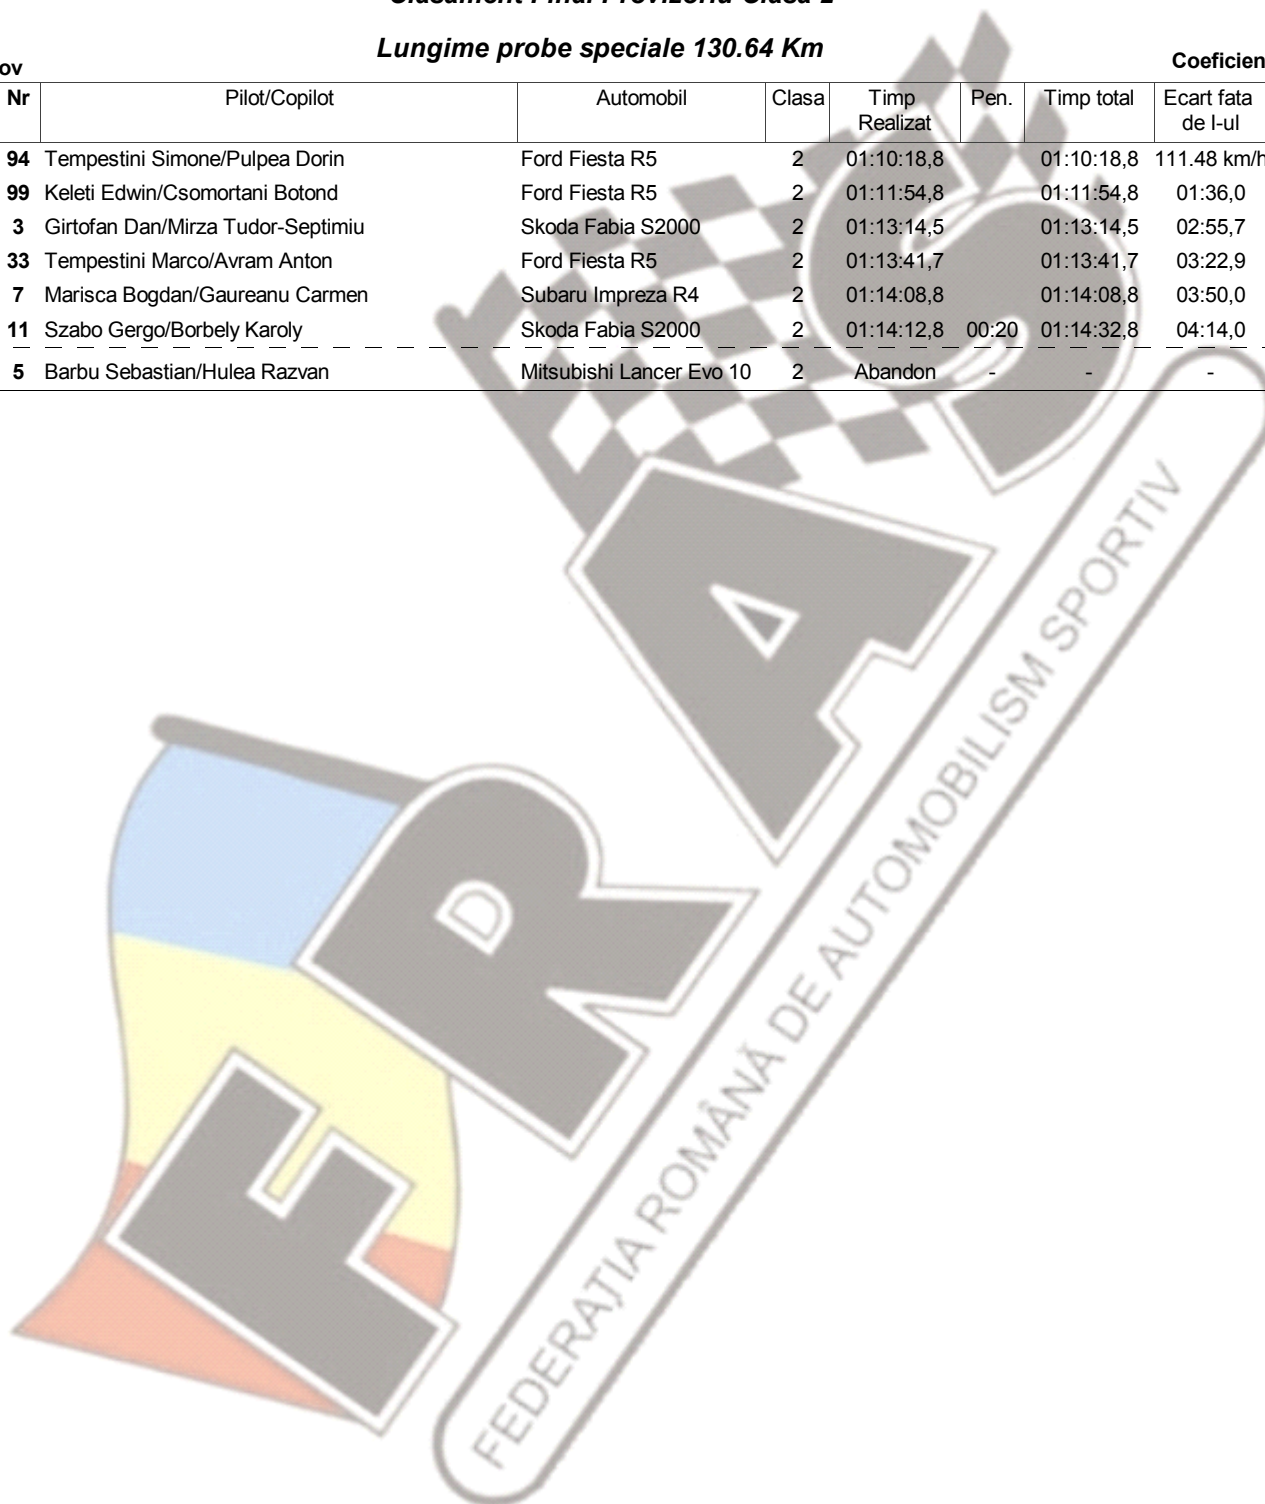 Clasament Final Provizoriu Clasa 2
Lungime probe speciale 130.64 Km
ov Coeficien
Nr Pilot/Copilot Automobil Clasa Timp Realizat Pen. Timp total Ecart fata de l-ul
94 Tempestini Simone/Pulpea Dorin Ford Fiesta R5 2 01:10:18,8 01:10:18,8 111.48 km/h
99 Keleti Edwin/Csomortani Botond Ford Fiesta R5 2 01:11:54,8 01:11:54,8 01:36,0
3 Girtofan Dan/Mirza Tudor-Septimiu Skoda Fabia S2000 2 01:13:14,5 01:13:14,5 02:55,7
33 Tempestini Marco/Avram Anton Ford Fiesta R5 2 01:13:41,7 01:13:41,7 03:22,9
7 Marisca Bogdan/Gaureanu Carmen Subaru Impreza R4 2 01:14:08,8 01:14:08,8 03:50,0
11 Szabo Gergo/Borbely Karoly Skoda Fabia S2000 2 01:14:12,8 00:20 01:14:32,8 04:14,0
5 Barbu Sebastian/Hulea Razvan Mitsubishi Lancer Evo 10 2 Abandon - - -
FRAS
FEDERAȚIA ROMÂNĂ DE AUTOMOBILISM SPORTIV